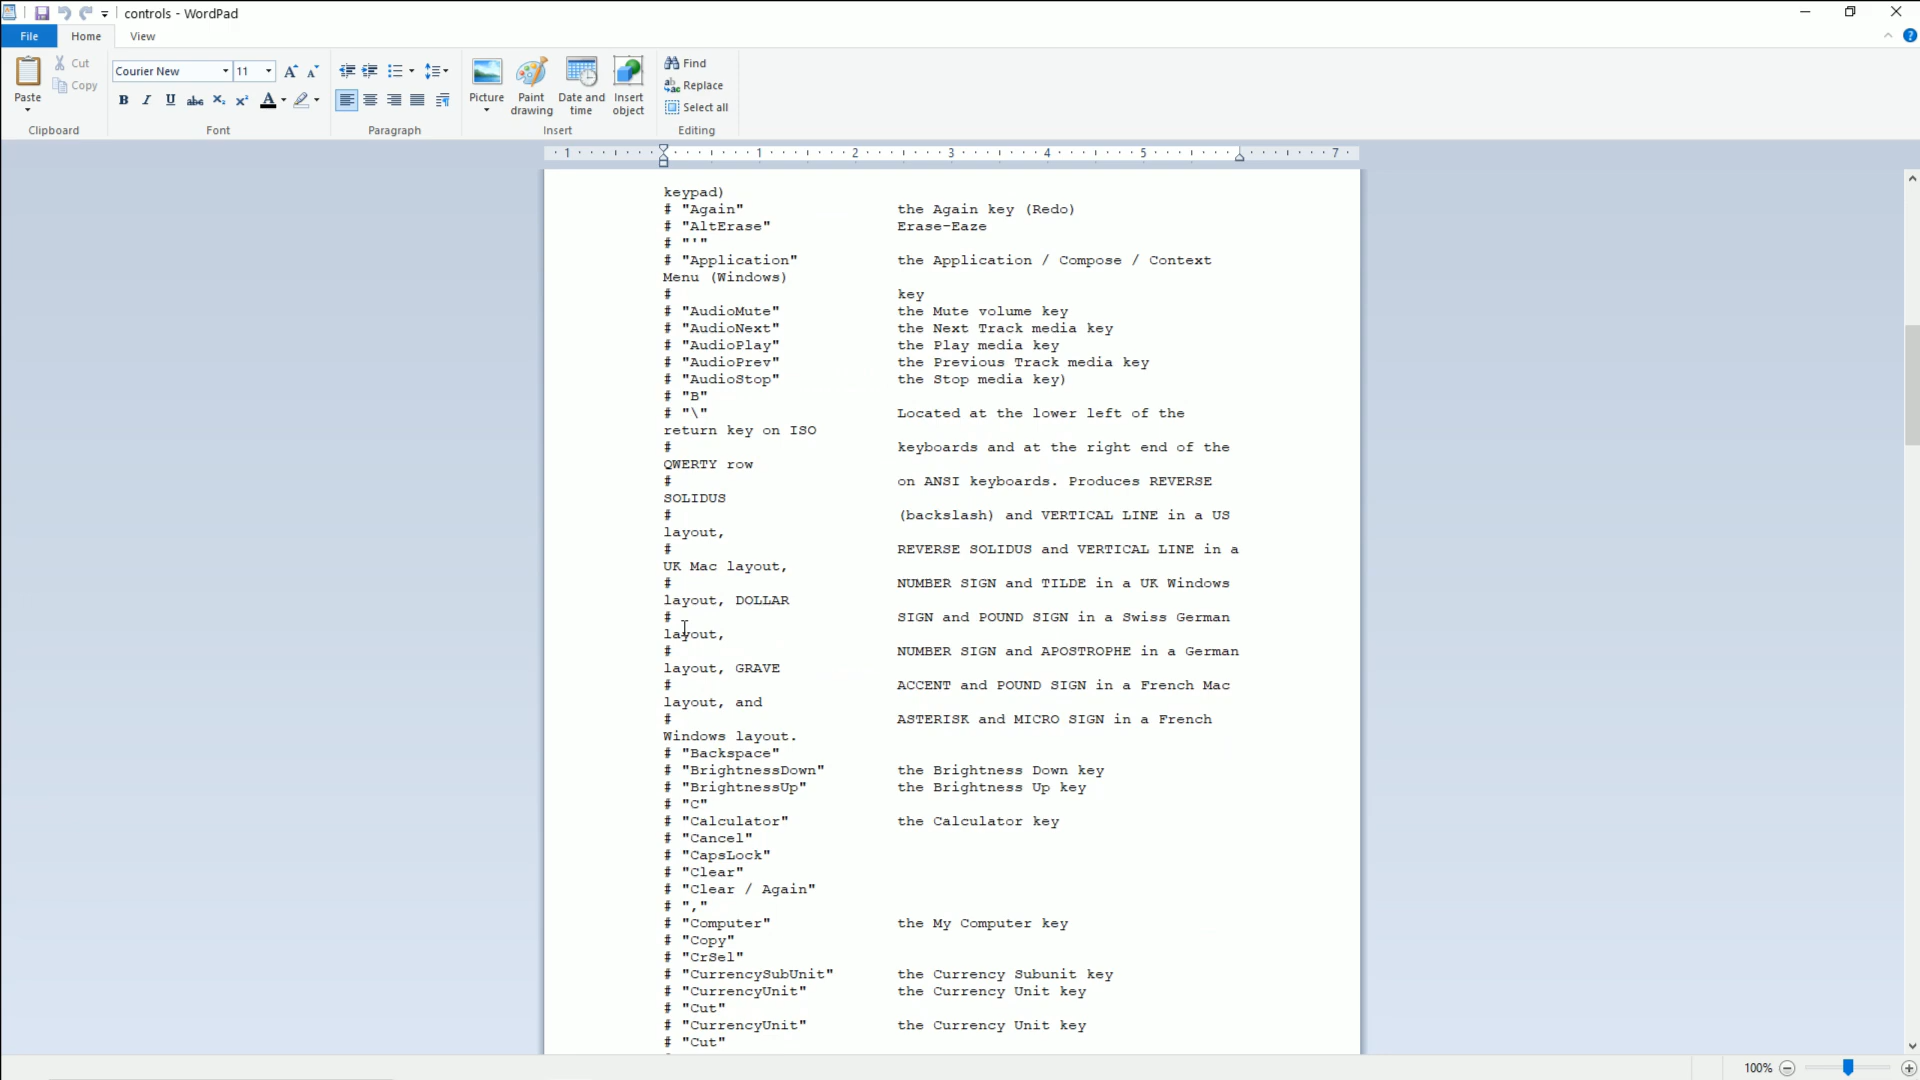 controls - WordPad
File Home View
Paste
Cut
Copy
Clipboard
Courier New 11
Font
Paragraph
Picture
Paint drawing
Date and time
Insert object
Insert
Find
Replace
Select all
Editing
1 1 2 3 4 5 7
keypad)
# "Again" the Again key (Redo)
# "AltErase" Erase-Eaze
# "'"
# "Application" the Application / Compose / Context
Menu (Windows)
# key
# "AudioMute" the Mute volume key
# "AudioNext" the Next Track media key
# "AudioPlay" the Play media key
# "AudioPrev" the Previous Track media key
# "AudioStop" the Stop media key)
# "B"
# "\" Located at the lower left of the
return key on ISO
# keyboards and at the right end of the
QWERTY row
# on ANSI keyboards. Produces REVERSE
SOLIDUS
# (backslash) and VERTICAL LINE in a US
layout,
# REVERSE SOLIDUS and VERTICAL LINE in a
UK Mac layout,
# NUMBER SIGN and TILDE in a UK Windows
layout, DOLLAR
# SIGN and POUND SIGN in a Swiss German
layout,
# NUMBER SIGN and APOSTROPHE in a German
layout, GRAVE
# ACCENT and POUND SIGN in a French Mac
layout, and
# ASTERISK and MICRO SIGN in a French
Windows layout.
# "Backspace"
# "BrightnessDown" the Brightness Down key
# "BrightnessUp" the Brightness Up key
# "C"
# "Calculator" the Calculator key
# "Cancel"
# "CapsLock"
# "Clear"
# "Clear / Again"
# ","
# "Computer" the My Computer key
# "Copy"
# "CrSel"
# "CurrencySubUnit" the Currency Subunit key
# "CurrencyUnit" the Currency Unit key
# "Cut"
# "CurrencyUnit" the Currency Unit key
# "Cut"
100%